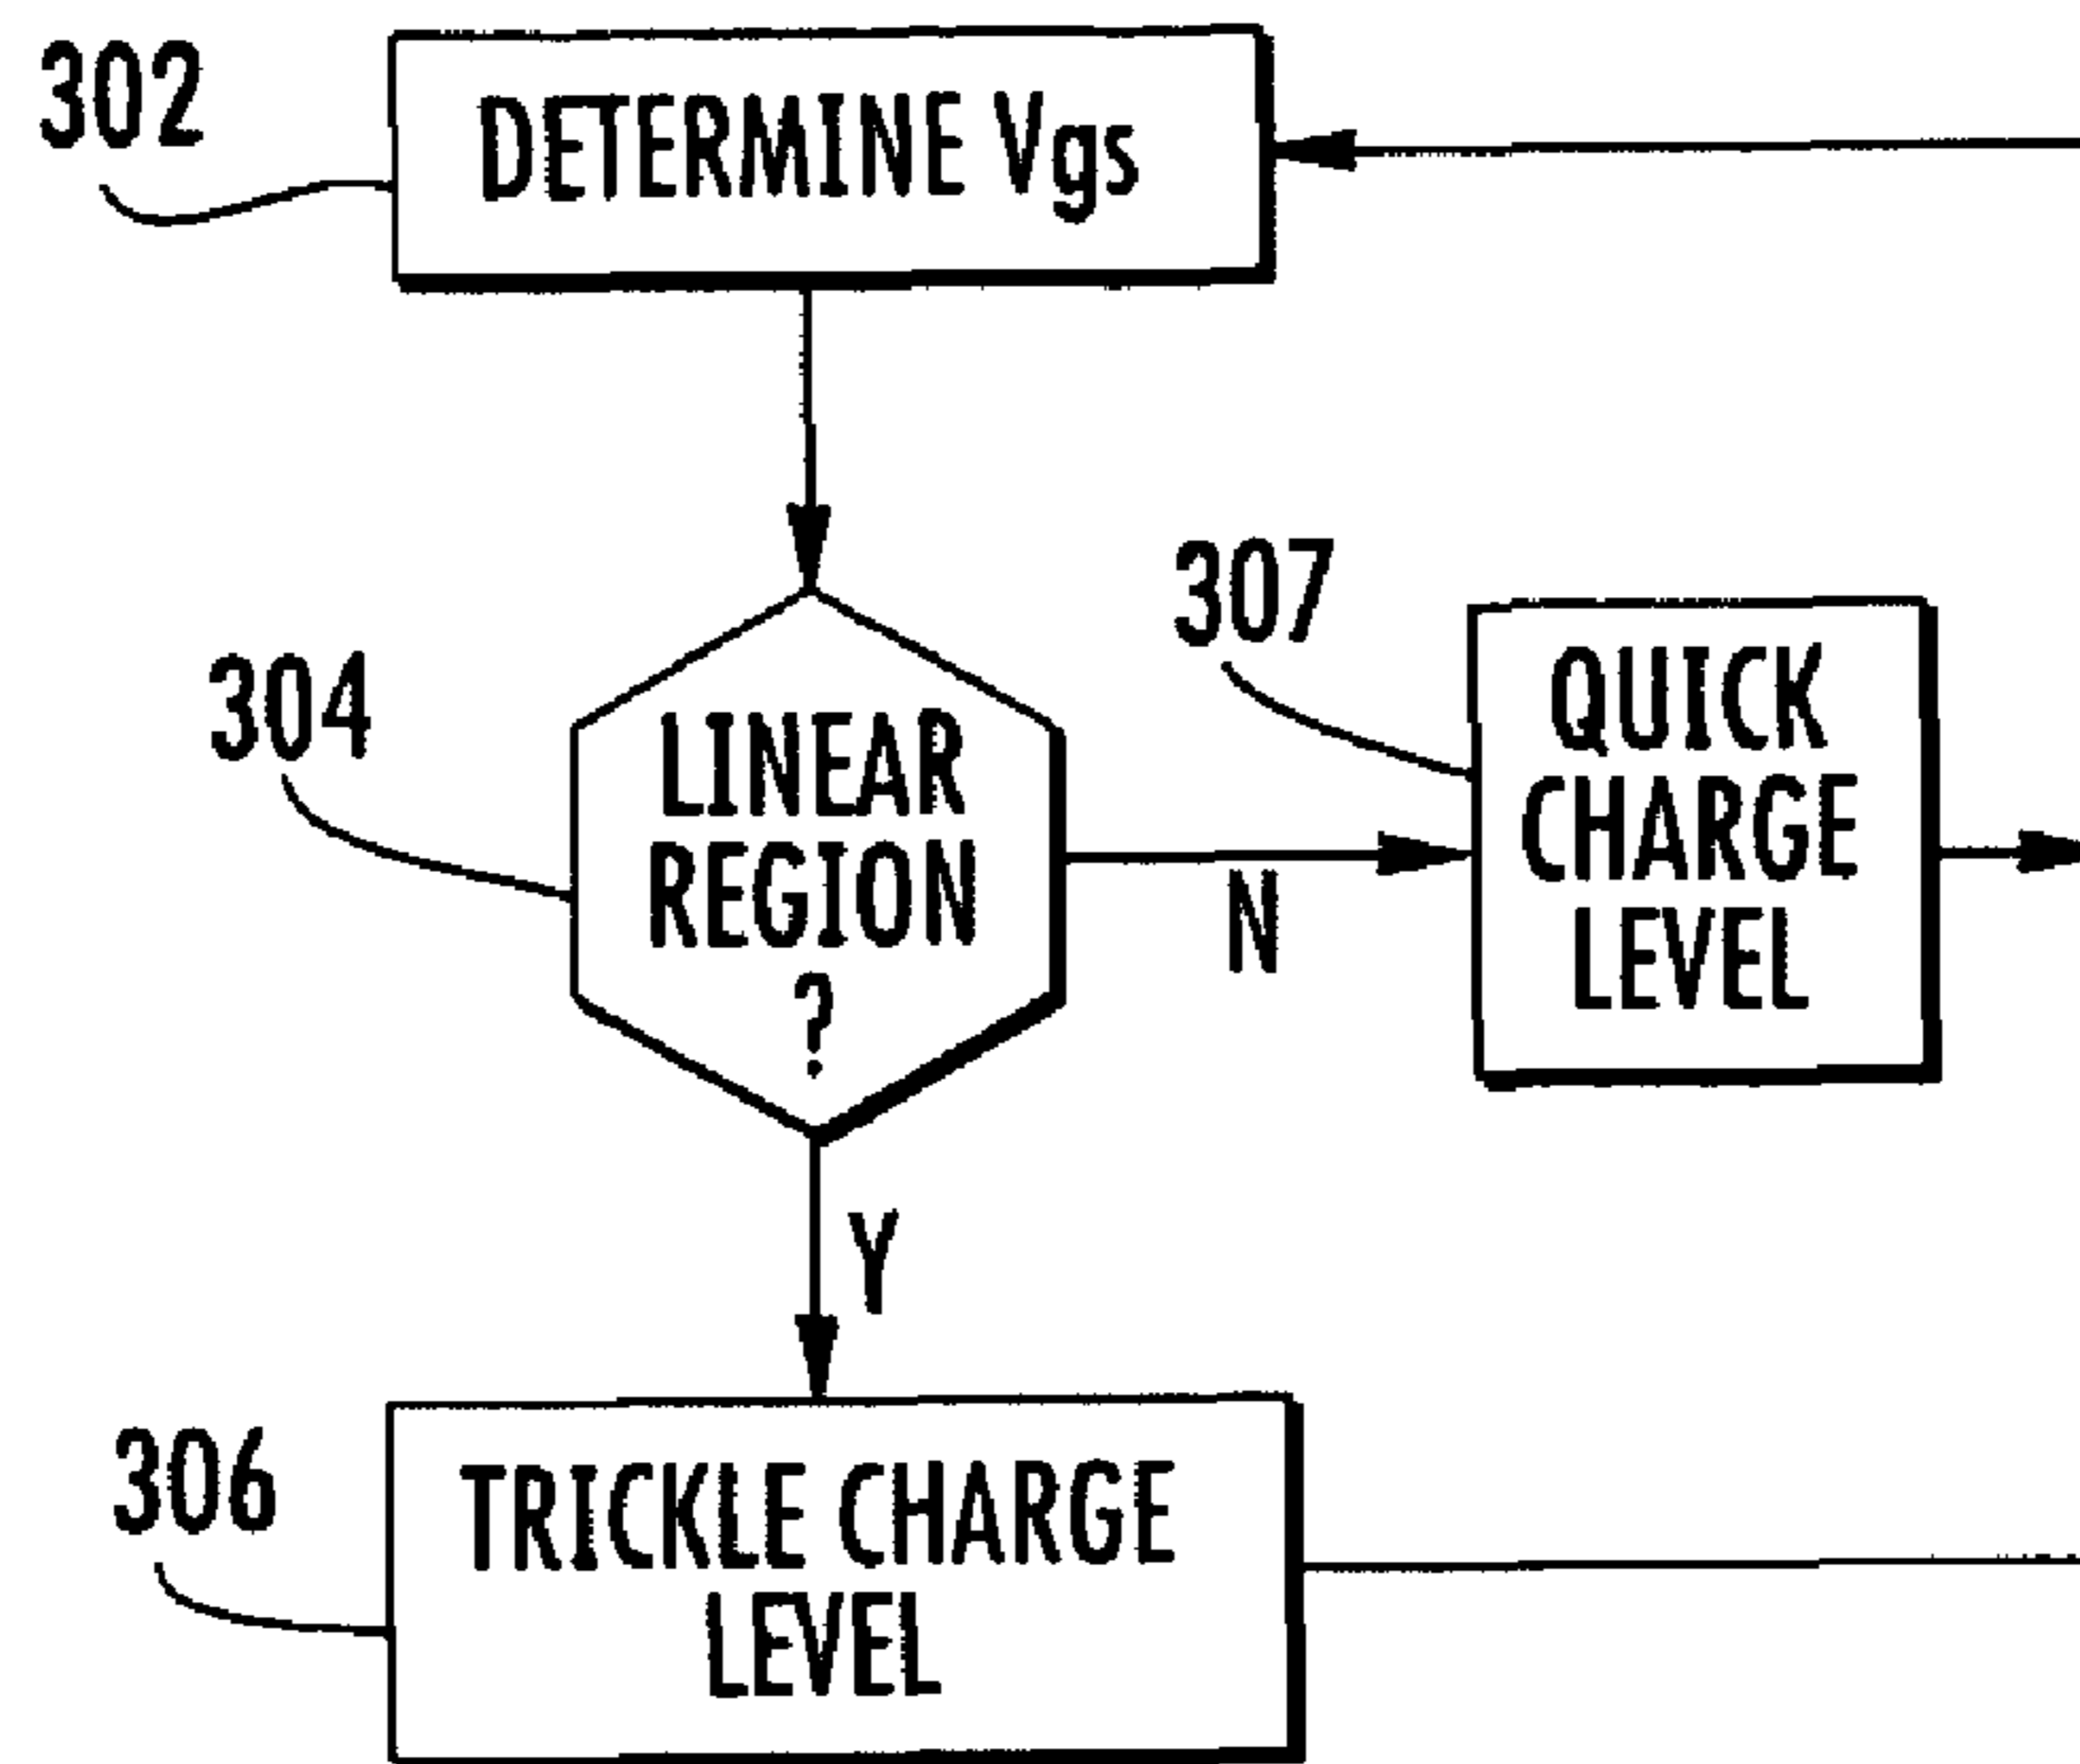 302
DETERMINE Vgs
304
LINEAR
REGION
?
307
QUICK
CHARGE
LEVEL
N
Y
306
TRICKLE CHARGE
LEVEL